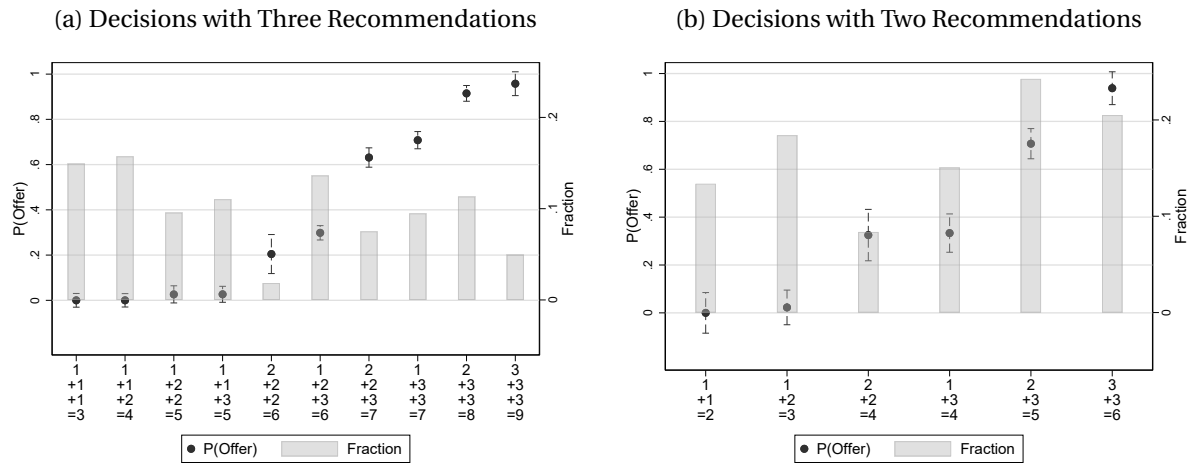 (a) Decisions with Three Recommendations
P(Offer)
1
.8
.6
.4
.2
0
.2
.1
0
Fraction
1 1 1 1 2 1 2 1 2 3
+1 +1 +2 +1 +2 +2 +2 +3 +3 +3
+1 +2 +2 +3 +2 +3 +3 +3 +3 +3
=3 =4 =5 =5 =6 =6 =7 =7 =8 =9
P(Offer) Fraction
(b) Decisions with Two Recommendations
P(Offer)
1
.8
.6
.4
.2
0
.2
.1
0
Fraction
1 1 2 1 2 3
+1 +2 +2 +3 +3 +3
=2 =3 =4 =4 =5 =6
P(Offer) Fraction